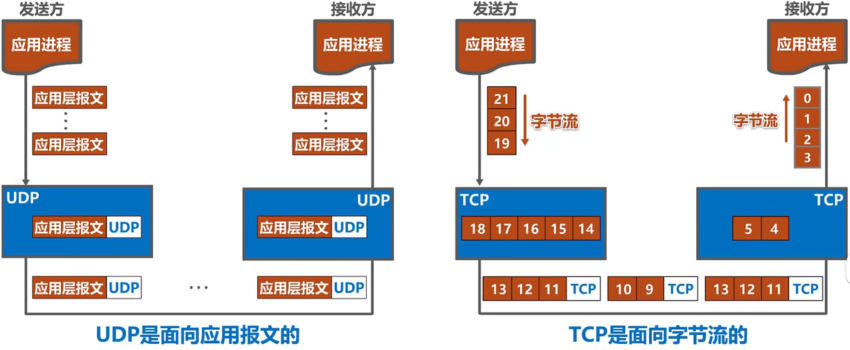 发送方
接收方
应用进程
应用进程
应用层报文
应用层报文
应用层报文
应用层报文
UDP
UDP
应用层报文 UDP
应用层报文 UDP
应用层报文 UDP
... 应用层报文 UDP
UDP是面向应用报文的
发送方
接收方
应用进程
应用进程
21
20
19
字节流
字节流
0
1
2
3
TCP
TCP
18 17 16 15 14
5 4
13 12 11 TCP
10 9 TCP
13 12 11 TCP
TCP是面向字节流的